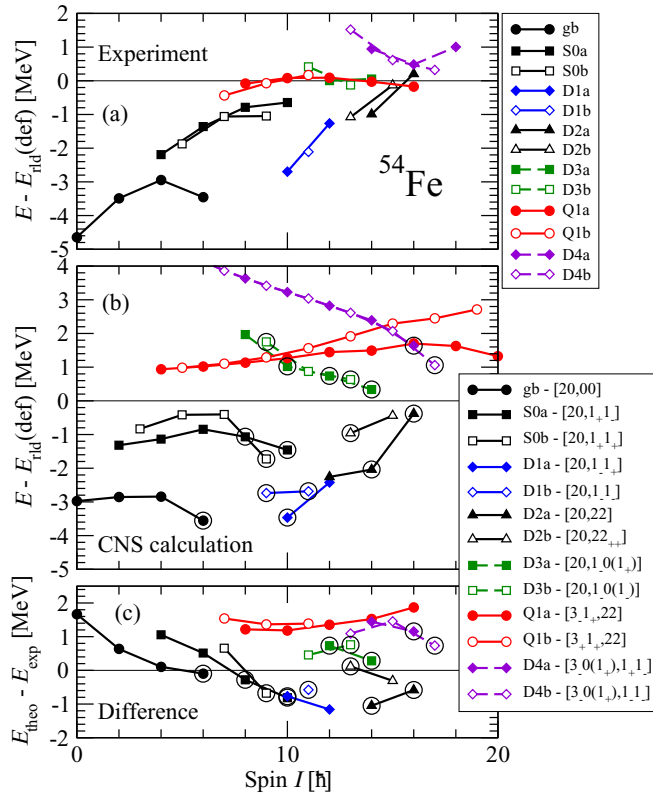 2
1
0
-1
-2
-3
-4
-5
E - E_rld(def) [MeV]
Experiment
(a)
⁵⁴Fe
gb
S0a
S0b
D1a
D1b
D2a
D2b
D3a
D3b
Q1a
Q1b
D4a
D4b
4
3
2
1
0
-1
-2
-3
-4
-5
E - E_rld(def) [MeV]
(b)
CNS calculation
gb - [20,00]
S0a - [20,1₊1₋]
S0b - [20,1₊1₊]
D1a - [20,1₋1₊]
D1b - [20,1₋1₋]
D2a - [20,22]
D2b - [20,22₊₊]
D3a - [20,1₋0(1₊)]
D3b - [20,1₋0(1₋)]
Q1a - [3₋1₊,22]
Q1b - [3₊1₊,22]
D4a - [3₋0(1₊),1₊1₋]
D4b - [3₋0(1₊),1₋1₋]
2
1
0
-1
-2
E_theo - E_exp
(c)
Difference
0
10
20
Spin I [ħ]